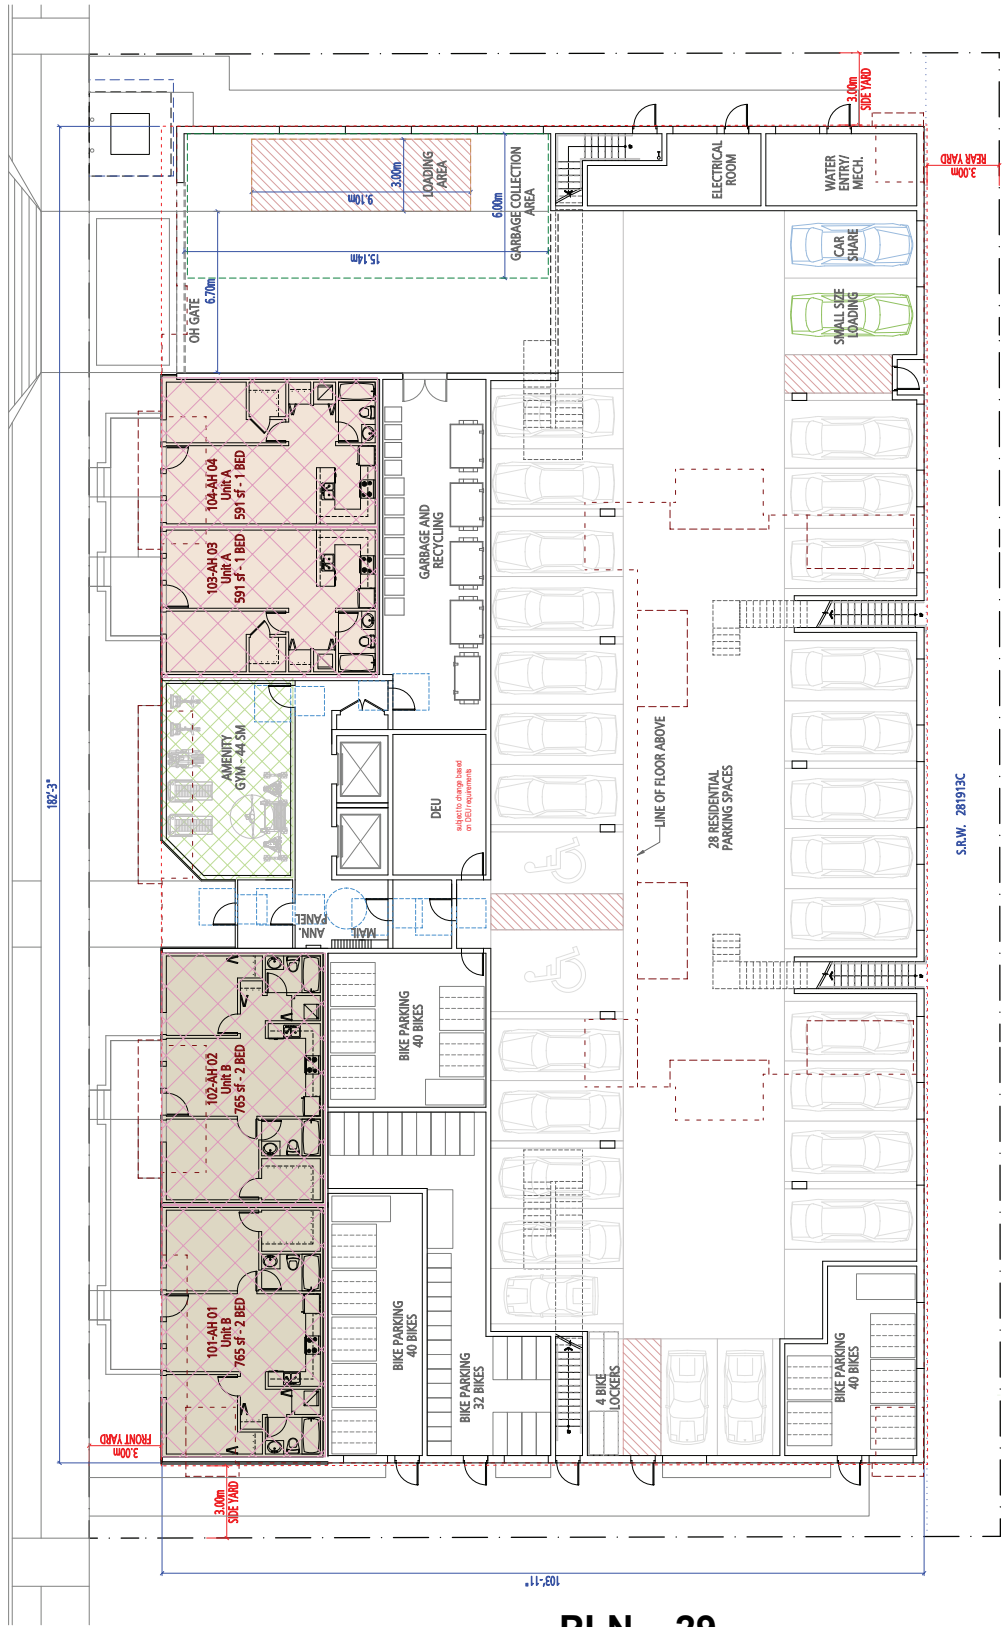 3.00m
SIDE YARD
3.00m
REAR YARD
LOADING
AREA
3.00m
9.10m
GARBAGE COLLECTION
AREA
6.00m
15.14m
OH GATE
6.70m
ELECTRICAL
ROOM
WATER
ENTRY/
MECH.
CAR
SHARE
SMALL SIZE
LOADING
104-AH 04
Unit A
591 sf - 1 BED
103-AH 03
Unit A
591 sf - 1 BED
GARBAGE AND
RECYCLING
182'-3"
AMENITY
GYM - 44 SM
DEU
subject to change based
on DEU requirements
LINE OF FLOOR ABOVE
28 RESIDENTIAL
PARKING SPACES
S.R.W. 281913C
ANN.
PANEL
MAIL
102-AH 02
Unit B
765 sf - 2 BED
BIKE PARKING
40 BIKES
101-AH 01
Unit B
765 sf - 2 BED
BIKE PARKING
40 BIKES
BIKE PARKING
32 BIKES
4 BIKE
LOCKERS
BIKE PARKING
40 BIKES
3.00m
FRONT YARD
3.00m
SIDE YARD
103'-11"
PLN - 29